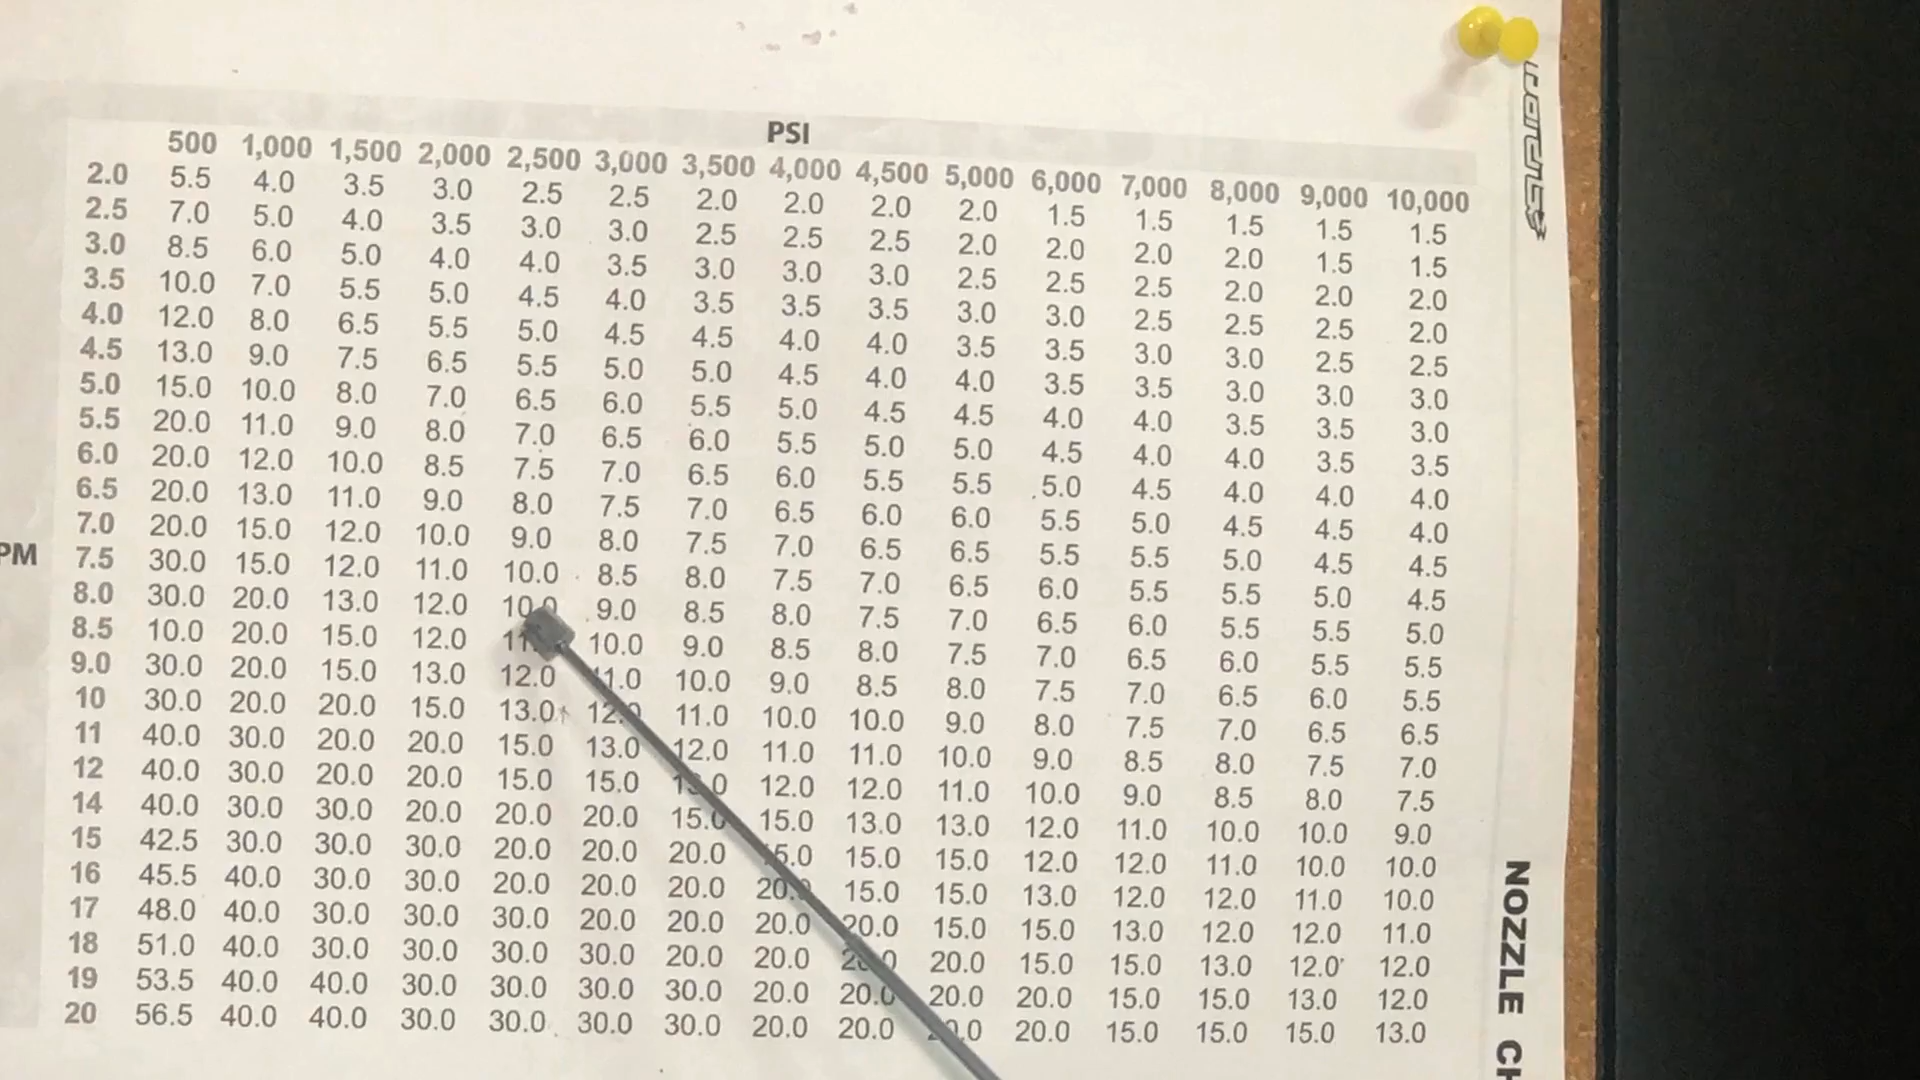 PSI
500 1,000 1,500 2,000 2,500 3,000 3,500 4,000 4,500 5,000 6,000 7,000 8,000 9,000 10,000
2.0 5.5 4.0 3.5 3.0 2.5 2.5 2.0 2.0 2.0 2.0 1.5 1.5 1.5 1.5 1.5
2.5 7.0 5.0 4.0 3.5 3.0 3.0 2.5 2.5 2.5 2.0 2.0 2.0 2.0 1.5 1.5
3.0 8.5 6.0 5.0 4.0 4.0 3.5 3.0 3.0 3.0 2.5 2.5 2.5 2.0 2.0 2.0
3.5 10.0 7.0 5.5 5.0 4.5 4.0 3.5 3.5 3.5 3.0 3.0 2.5 2.5 2.5 2.0
4.0 12.0 8.0 6.5 5.5 5.0 4.5 4.5 4.0 4.0 3.5 3.5 3.0 3.0 2.5 2.5
4.5 13.0 9.0 7.5 6.5 5.5 5.0 5.0 4.5 4.0 4.0 3.5 3.5 3.0 3.0 3.0
5.0 15.0 10.0 8.0 7.0 6.5 6.0 5.5 5.0 4.5 4.5 4.0 4.0 3.5 3.5 3.0
5.5 20.0 11.0 9.0 8.0 7.0 6.5 6.0 5.5 5.0 5.0 4.5 4.0 4.0 3.5 3.5
6.0 20.0 12.0 10.0 8.5 7.5 7.0 6.5 6.0 5.5 5.5 5.0 4.5 4.0 4.0 4.0
6.5 20.0 13.0 11.0 9.0 8.0 7.5 7.0 6.5 6.0 6.0 5.5 5.0 4.5 4.5 4.0
7.0 20.0 15.0 12.0 10.0 9.0 8.0 7.5 7.0 6.5 6.5 5.5 5.5 5.0 4.5 4.5
PM 7.5 30.0 15.0 12.0 11.0 10.0 8.5 8.0 7.5 7.0 6.5 6.0 5.5 5.5 5.0 4.5
8.0 30.0 20.0 13.0 12.0 10.0 9.0 8.5 8.0 7.5 7.0 6.5 6.0 5.5 5.5 5.0
8.5 10.0 20.0 15.0 12.0 10.0 9.0 8.5 8.0 7.5 7.0 6.5 6.0 5.5 5.5
9.0 30.0 20.0 15.0 13.0 12.0 11.0 10.0 9.0 8.5 8.0 7.5 7.0 6.5 6.0 5.5
10 30.0 20.0 20.0 15.0 13.0 12.0 11.0 10.0 10.0 9.0 8.0 7.5 7.0 6.5 6.5
11 40.0 30.0 20.0 20.0 15.0 13.0 12.0 11.0 11.0 10.0 9.0 8.5 8.0 7.5 7.0
12 40.0 30.0 20.0 20.0 15.0 15.0 13.0 12.0 12.0 11.0 10.0 9.0 8.5 8.0 7.5
14 40.0 30.0 30.0 20.0 20.0 20.0 15.0 15.0 13.0 13.0 12.0 11.0 10.0 10.0 9.0
15 42.5 30.0 30.0 30.0 20.0 20.0 20.0 15.0 15.0 15.0 12.0 12.0 11.0 10.0 10.0
16 45.5 40.0 30.0 30.0 20.0 20.0 20.0 20.0 15.0 15.0 13.0 12.0 12.0 11.0 10.0
17 48.0 40.0 30.0 30.0 30.0 20.0 20.0 20.0 20.0 15.0 15.0 13.0 12.0 12.0 11.0
18 51.0 40.0 30.0 30.0 30.0 30.0 20.0 20.0 20.0 20.0 15.0 15.0 13.0 12.0 12.0
19 53.5 40.0 40.0 30.0 30.0 30.0 30.0 20.0 20.0 20.0 20.0 15.0 15.0 13.0 12.0
20 56.5 40.0 40.0 30.0 30.0 30.0 30.0 20.0 20.0 20.0 20.0 15.0 15.0 15.0 13.0
NOZZLE CH